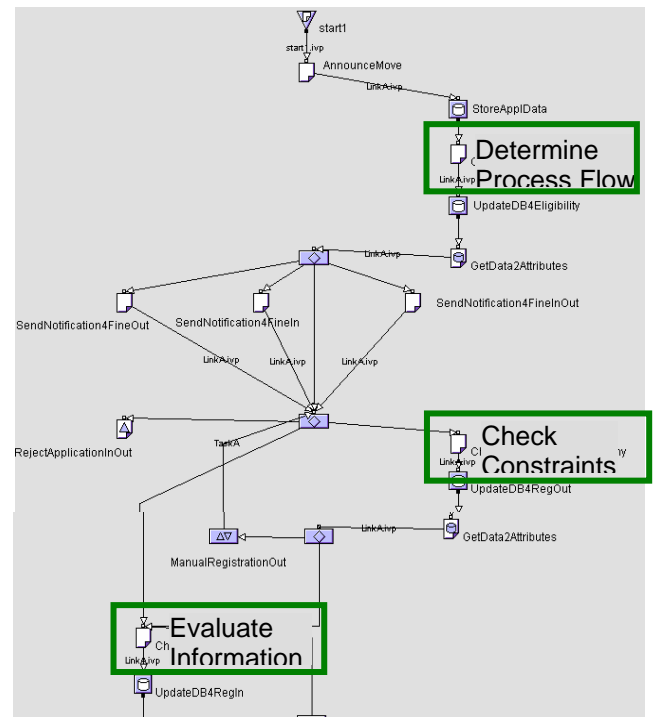 start1
start1.ivp
AnnounceMove
LinkA.ivp
StoreApplData
Determine
Process Flow
LinkA.ivp
UpdateDB4Eligibility
LinkA.ivp
GetData2Attributes
SendNotification4FineOut
SendNotification4FineIn
SendNotification4FineInOut
LinkA.ivp
LinkA.ivp
LinkA.ivp
RejectApplicationInOut
TaskA
Check
Constraints
LinkA.ivp
UpdateDB4RegOut
LinkA.ivp
GetData2Attributes
ManualRegistrationOut
Evaluate
Information
LinkA.ivp
UpdateDB4RegIn